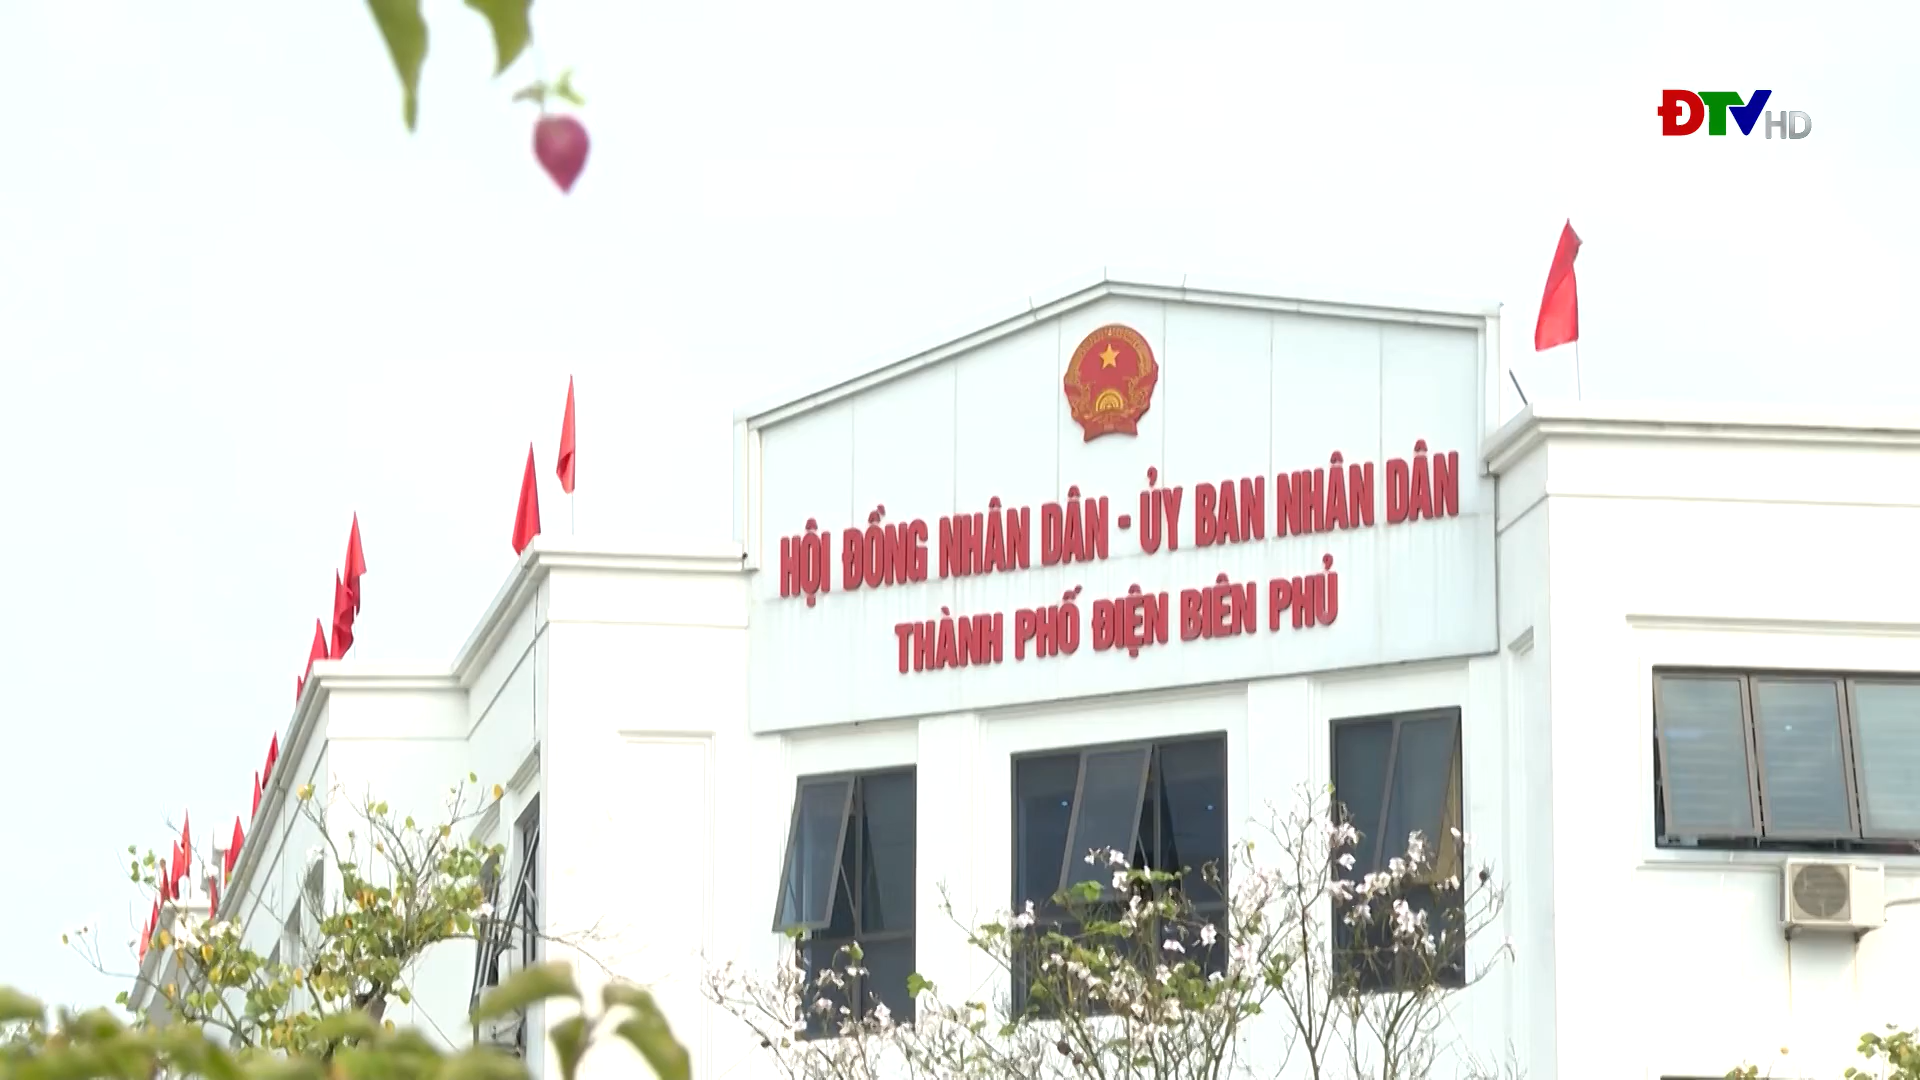 ĐTV HD
HỘI ĐỒNG NHÂN DÂN - ỦY BAN NHÂN DÂN
THÀNH PHỐ ĐIỆN BIÊN PHỦ